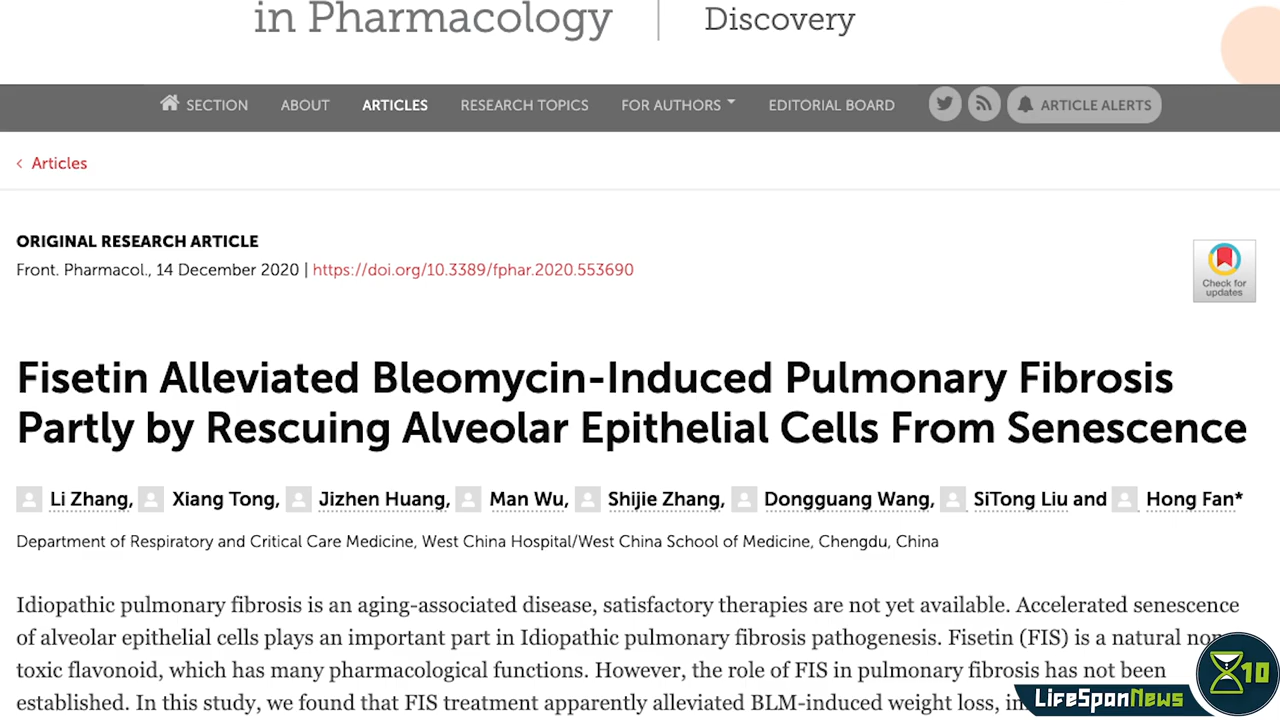 in Pharmacology
Discovery
SECTION ABOUT ARTICLES RESEARCH TOPICS FOR AUTHORS EDITORIAL BOARD ARTICLE ALERTS
‹ Articles
ORIGINAL RESEARCH ARTICLE
Front. Pharmacol., 14 December 2020 | https://doi.org/10.3389/fphar.2020.553690
Check for
updates
Fisetin Alleviated Bleomycin-Induced Pulmonary Fibrosis
Partly by Rescuing Alveolar Epithelial Cells From Senescence
Li Zhang, Xiang Tong, Jizhen Huang, Man Wu, Shijie Zhang, Dongguang Wang, SiTong Liu and Hong Fan*
Department of Respiratory and Critical Care Medicine, West China Hospital/West China School of Medicine, Chengdu, China
Idiopathic pulmonary fibrosis is an aging-associated disease, satisfactory therapies are not yet available. Accelerated senescence
of alveolar epithelial cells plays an important part in Idiopathic pulmonary fibrosis pathogenesis. Fisetin (FIS) is a natural
toxic flavonoid, which has many pharmacological functions. However, the role of FIS in pulmonary fibrosis has not been
established. In this study, we found that FIS treatment apparently alleviated BLM-induced weight loss,
LifeSpanNews
10